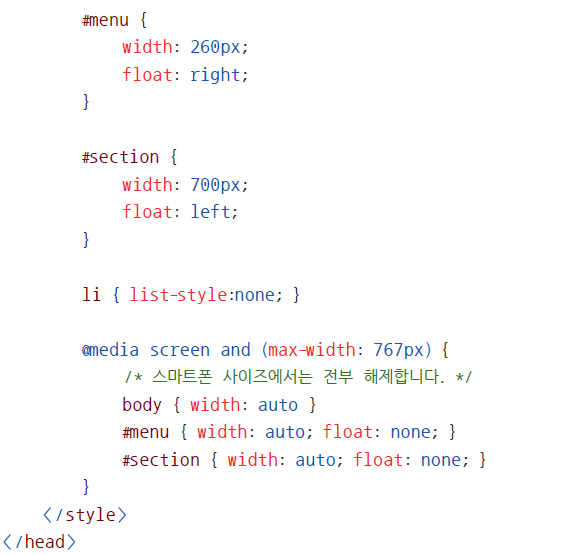 #menu {
width: 260px;
float: right;
}
#section {
width: 700px;
float: left;
}
li { list-style:none; }
@media screen and (max-width: 767px) {
/* 스마트폰 사이즈에서는 전부 해제합니다. */
body { width: auto }
#menu { width: auto; float: none; }
#section { width: auto; float: none; }
}
</style>
</head>